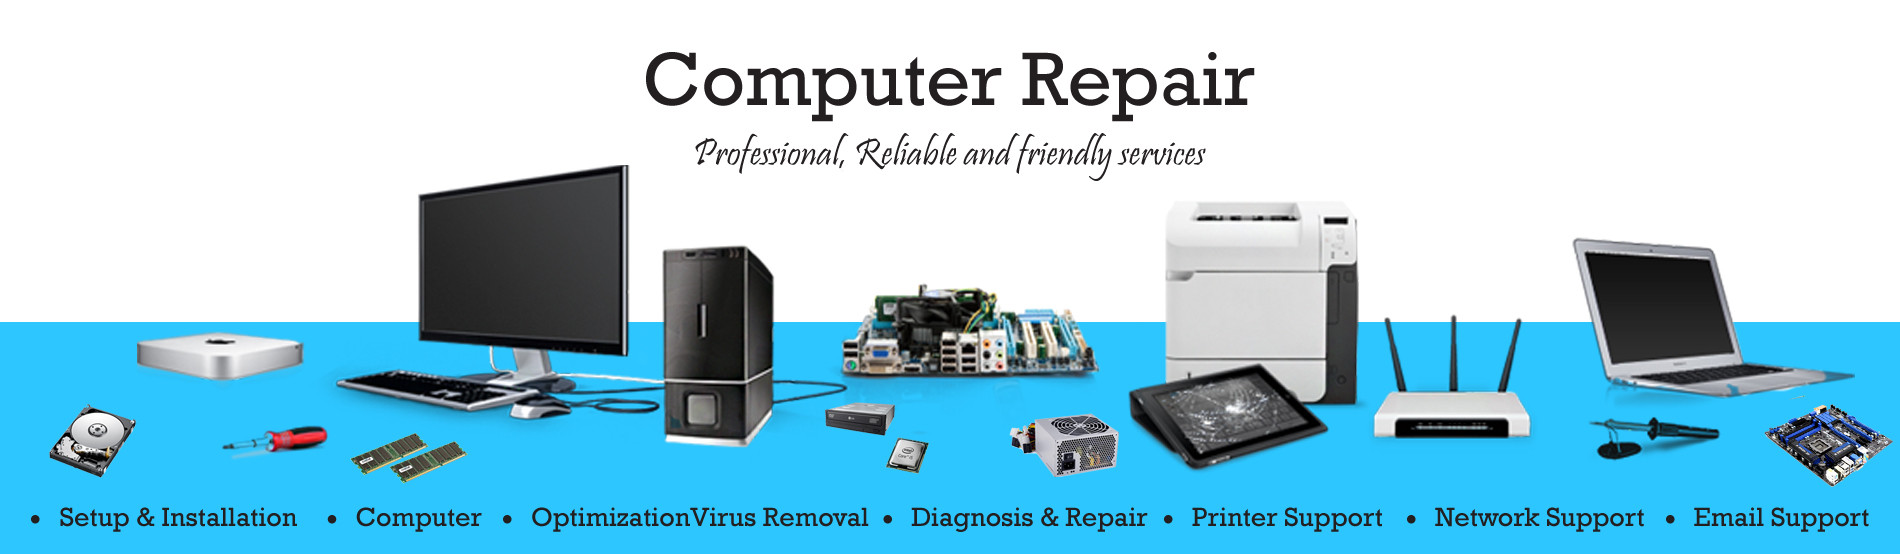 Computer Repair
Professional, Reliable and friendly services
• Setup & Installation • Computer • OptimizationVirus Removal • Diagnosis & Repair • Printer Support • Network Support • Email Support